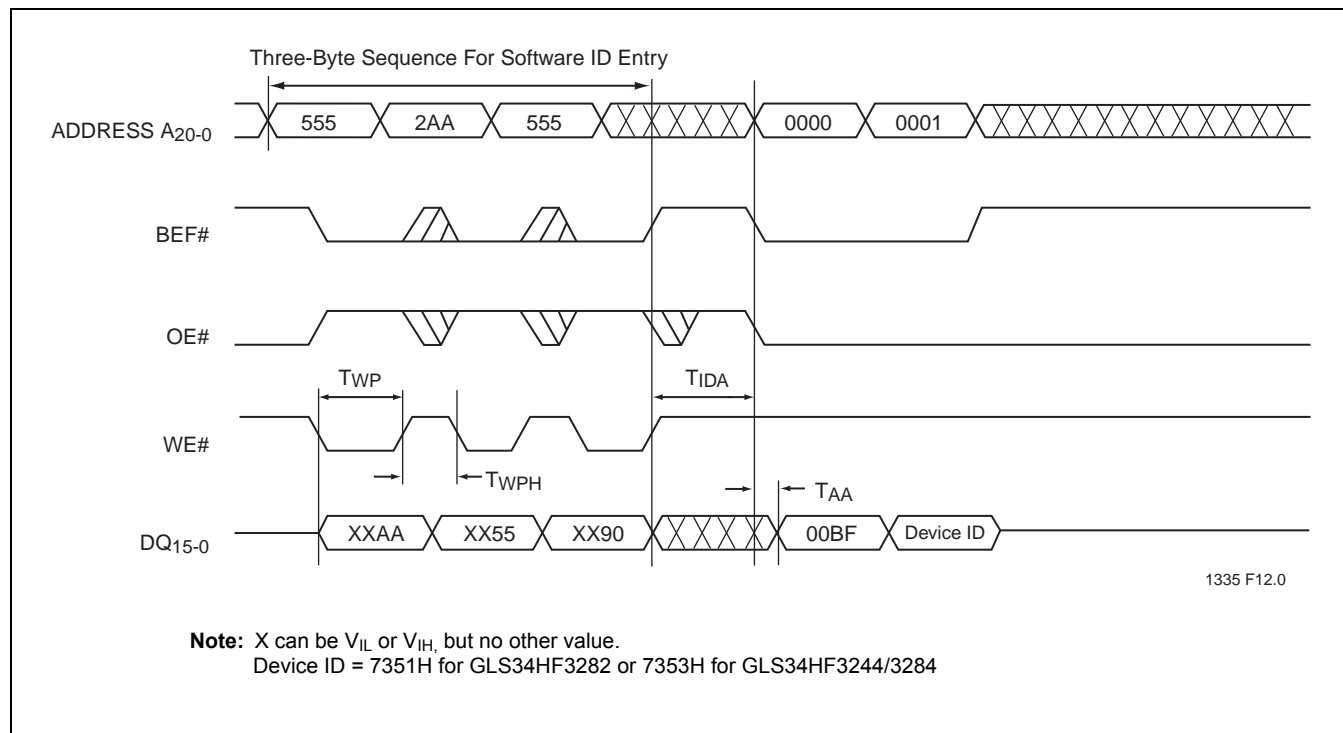 Three-Byte Sequence For Software ID Entry
ADDRESS A20-0
555 2AA 555 0000 0001
BEF#
OE#
TWP TIDA
WE#
TWPH
TAA
DQ15-0
XXAA XX55 XX90 00BF Device ID
1335 F12.0
Note: X can be VIL or VIH, but no other value.
Device ID = 7351H for GLS34HF3282 or 7353H for GLS34HF3244/3284